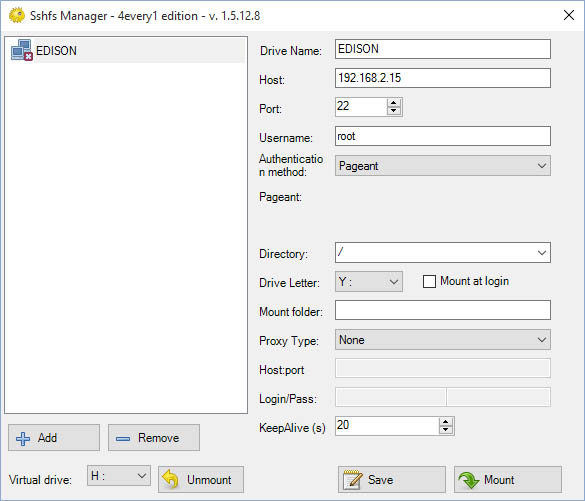 Sshfs Manager - 4every1 edition - v. 1.5.12.8
EDISON
Drive Name: EDISON
Host: 192.168.2.15
Port: 22
Username: root
Authenticatio
n method: Pageant
Pageant:
Directory: /
Drive Letter: Y : Mount at login
Mount folder:
Proxy Type: None
Host:port
Login/Pass:
KeepAlive (s) 20
Add Remove
Virtual drive: H : Unmount Save Mount